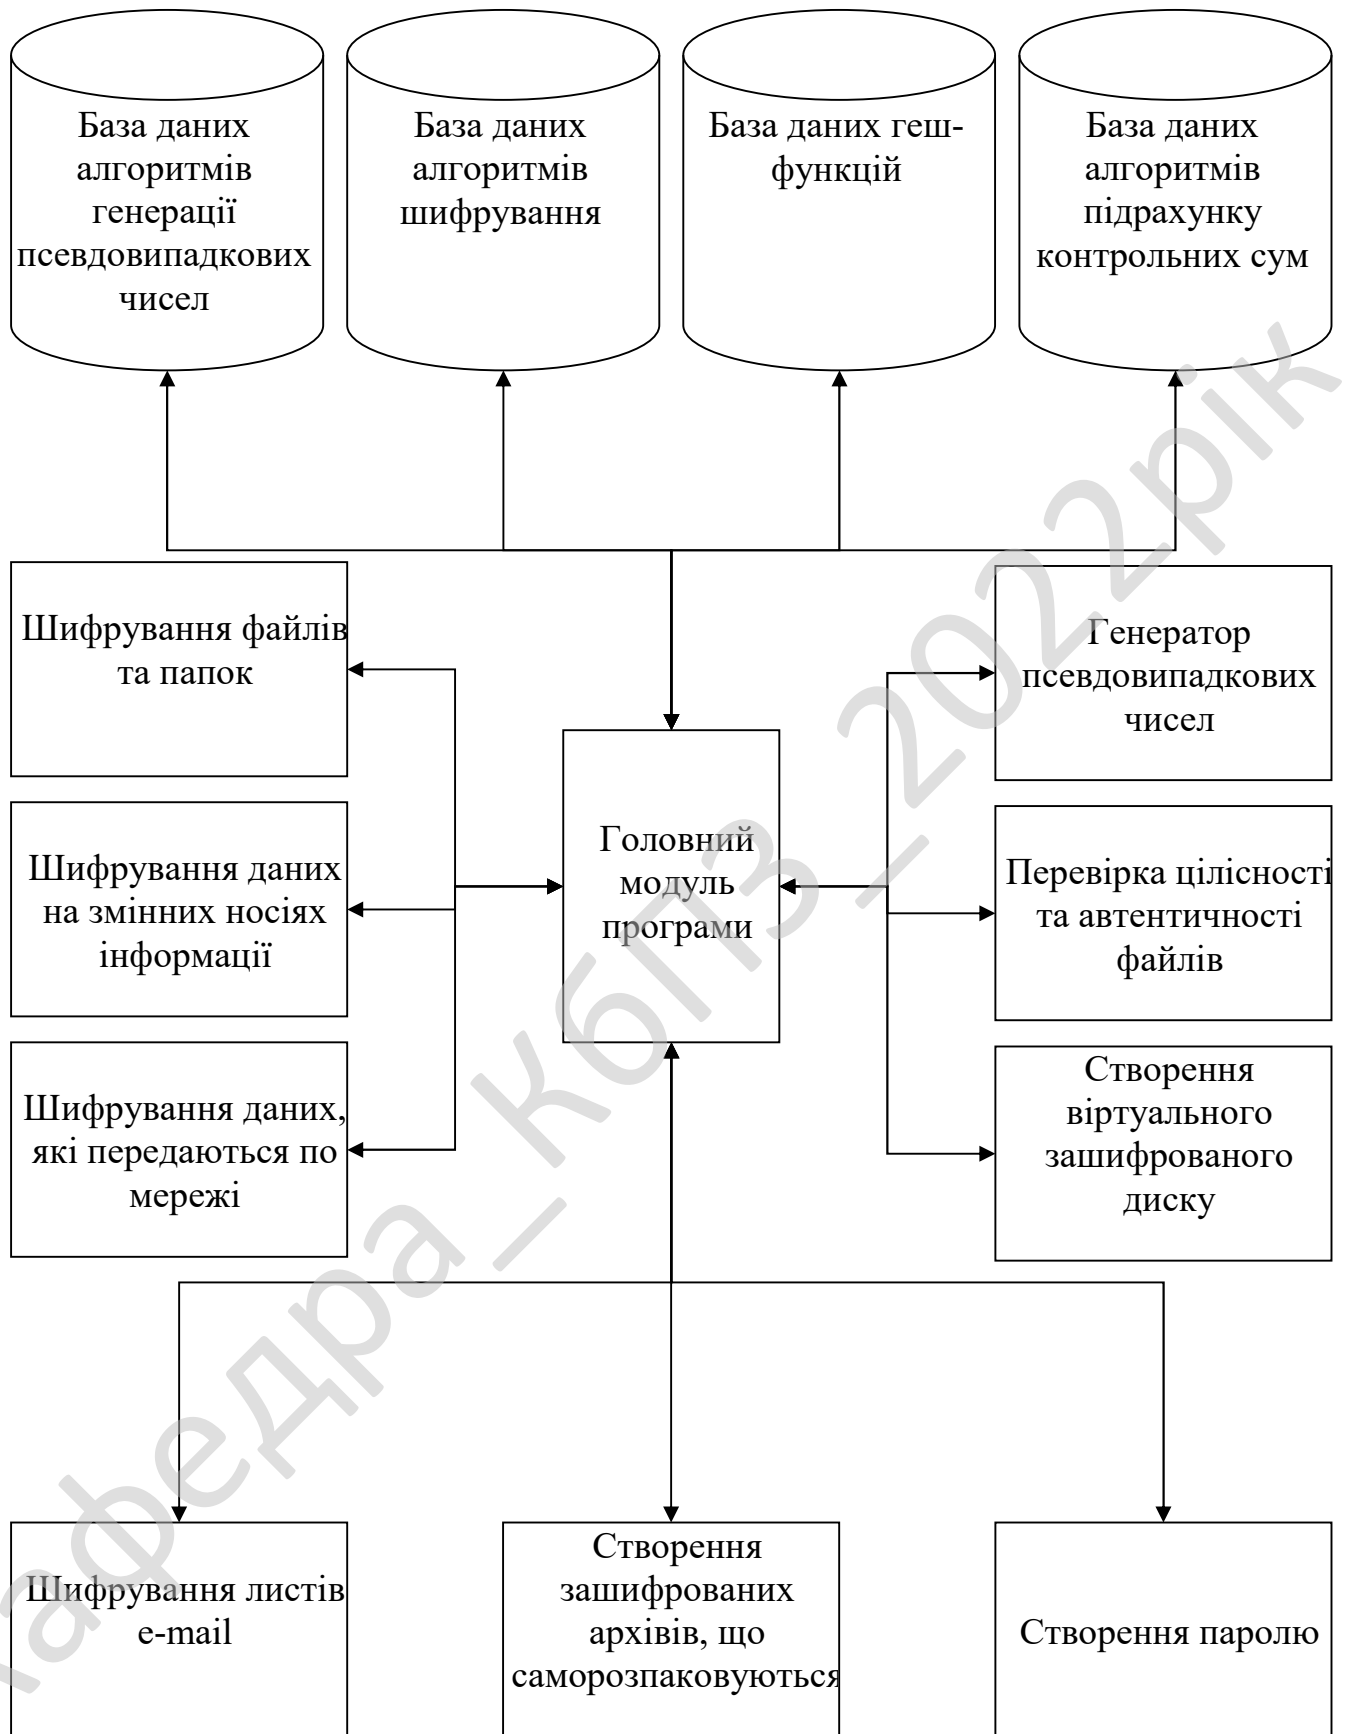 База даних
алгоритмів
генерації
псевдовипадкових
чисел
База даних
алгоритмів
шифрування
База даних геш-
функцій
База даних
алгоритмів
підрахунку
контрольних сум
Шифрування файлів
та папок
Генератор
псевдовипадкових
чисел
Головний
модуль
програми
Шифрування даних
на змінних носіях
інформації
Перевірка цілісності
та автентичності
файлів
Шифрування даних,
які передаються по
мережі
Створення
віртуального
зашифрованого
диску
Шифрування листів
e-mail
Створення
зашифрованих
архівів, що
саморозпаковуються
Створення паролю
кафедра_КбПЗ_2022рік